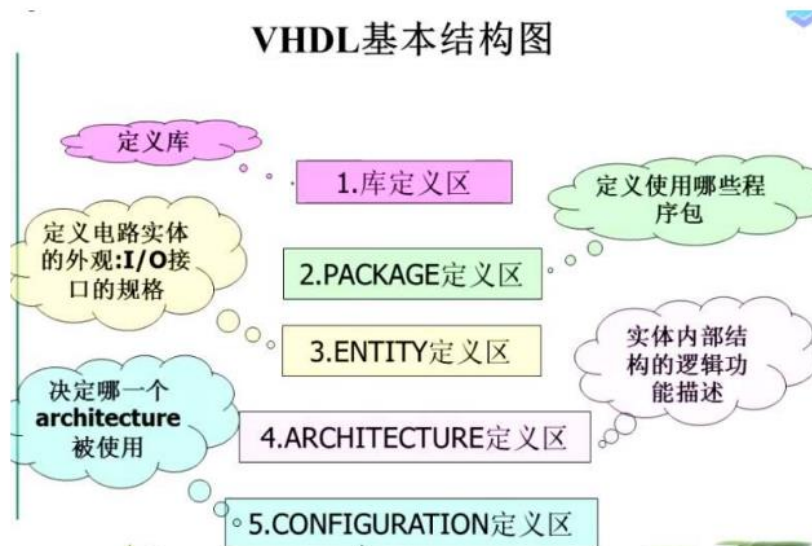 VHDL基本结构图
定义库
1.库定义区
定义使用哪些程
序包
定义电路实体
的外观:I/O接
口的规格
2.PACKAGE定义区
3.ENTITY定义区
实体内部结
构的逻辑功
能描述
决定哪一个
architecture
被使用
4.ARCHITECTURE定义区
5.CONFIGURATION定义区